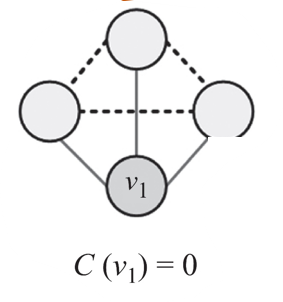 v₁
C (v₁) = 0